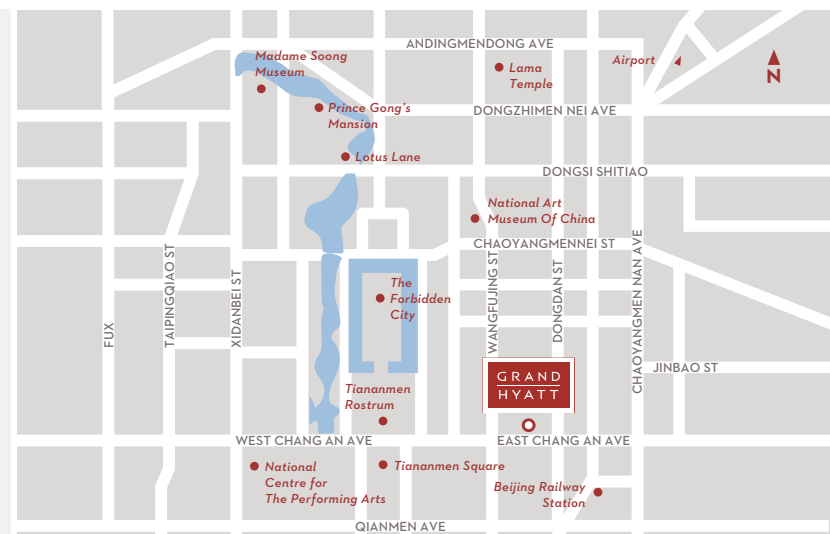 ANDINGMENDONG AVE
Madame Soong
Museum
Airport
Lama
Temple
N
Prince Gong's
Mansion
DONGZHIMEN NEI AVE
Lotus Lane
DONGSI SHITIAO
National Art
Museum Of China
CHAOYANGMENNEI ST
TAIPINGQIAO ST
XIDANBEI ST
FUX
WANGFUJING ST
DONGDAN ST
CHAOYANGMEN NAN AVE
The
Forbidden
City
JINBAO ST
GRAND
HYATT
Tiananmen
Rostrum
WEST CHANG AN AVE
EAST CHANG AN AVE
National
Centre for
The Performing Arts
Tiananmen Square
Beijing Railway
Station
QIANMEN AVE